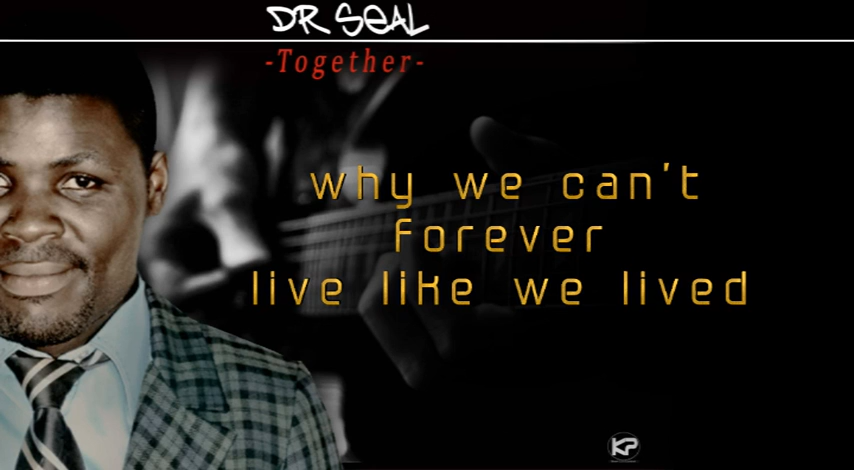 DR SEAL
-Together-
why we can't
forever
live like we lived
KP